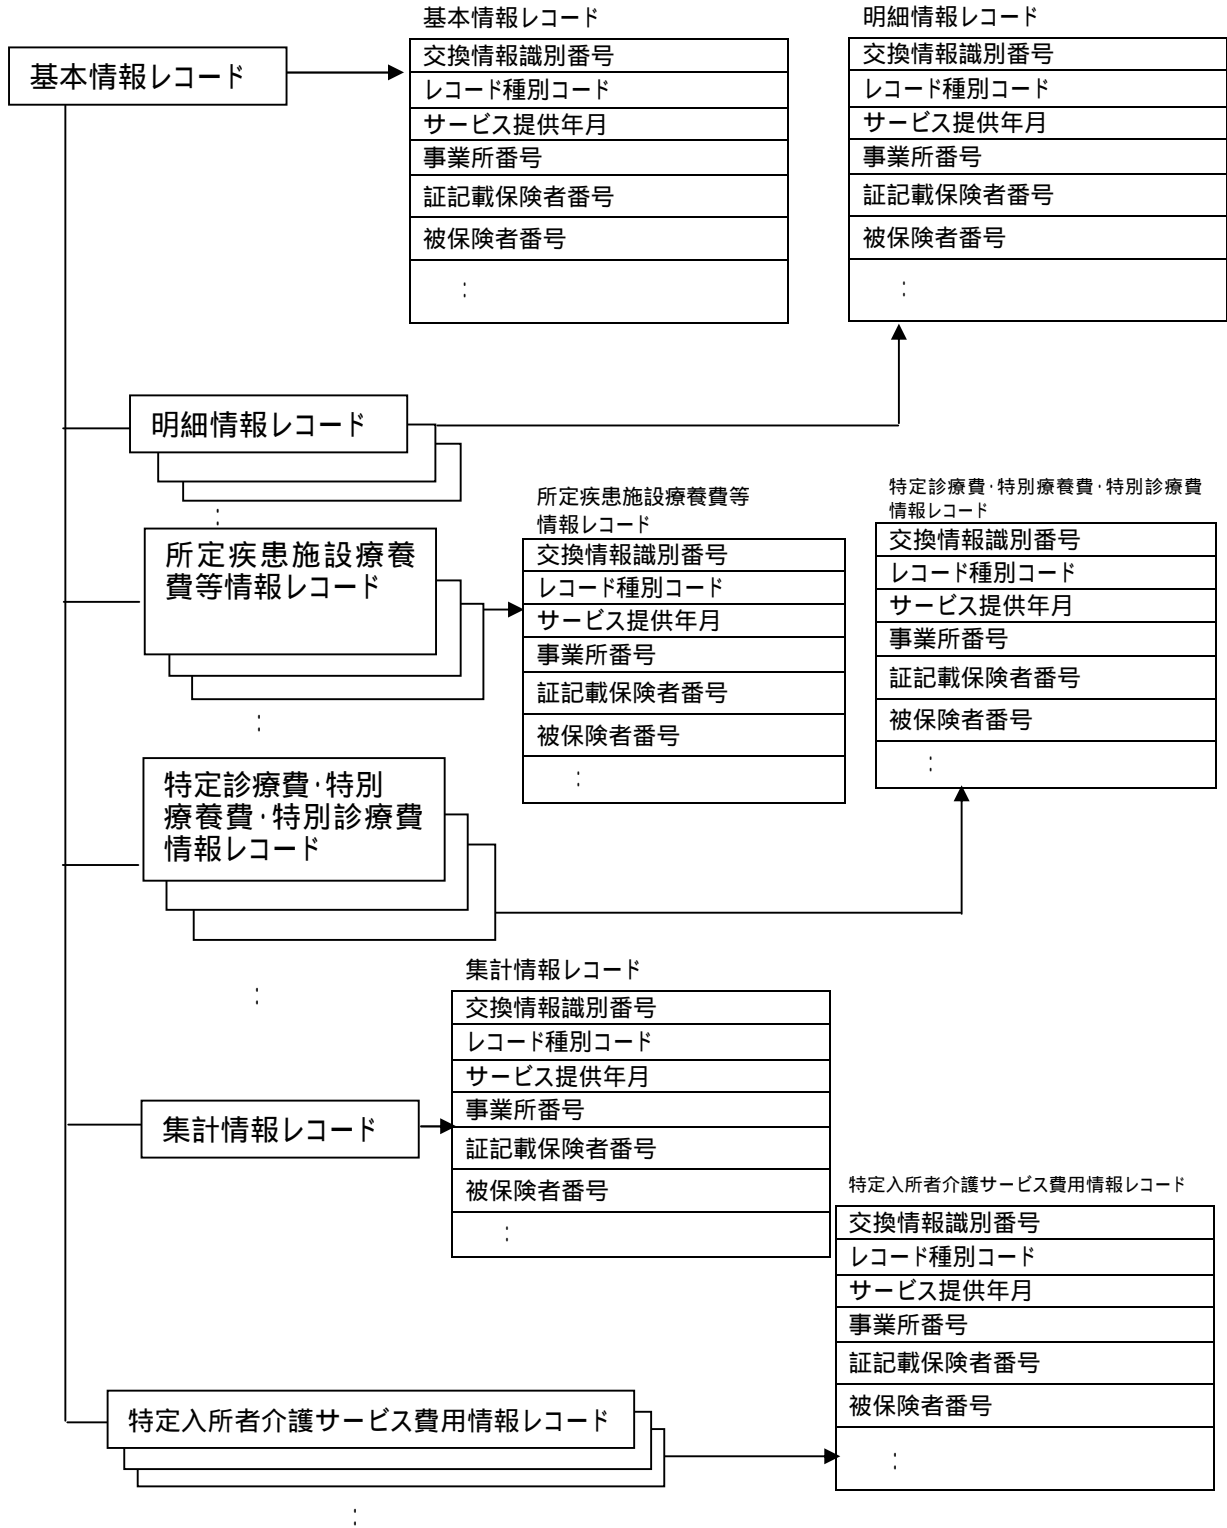 基本情報レコード
基本情報レコード
交換情報識別番号
レコード種別コード
サービス提供年月
事業所番号
証記載保険者番号
被保険者番号
:
明細情報レコード
交換情報識別番号
レコード種別コード
サービス提供年月
事業所番号
証記載保険者番号
被保険者番号
:
明細情報レコード
:
所定疾患施設療養
費等情報レコード
:
所定疾患施設療養費等
情報レコード
交換情報識別番号
レコード種別コード
サービス提供年月
事業所番号
証記載保険者番号
被保険者番号
:
特定診療費・特別療養費・特別診療費
情報レコード
交換情報識別番号
レコード種別コード
サービス提供年月
事業所番号
証記載保険者番号
被保険者番号
:
特定診療費・特別
療養費・特別診療費
情報レコード
:
集計情報レコード
交換情報識別番号
レコード種別コード
サービス提供年月
事業所番号
証記載保険者番号
被保険者番号
:
集計情報レコード
特定入所者介護サービス費用情報レコード
交換情報識別番号
レコード種別コード
サービス提供年月
事業所番号
証記載保険者番号
被保険者番号
:
特定入所者介護サービス費用情報レコード
: